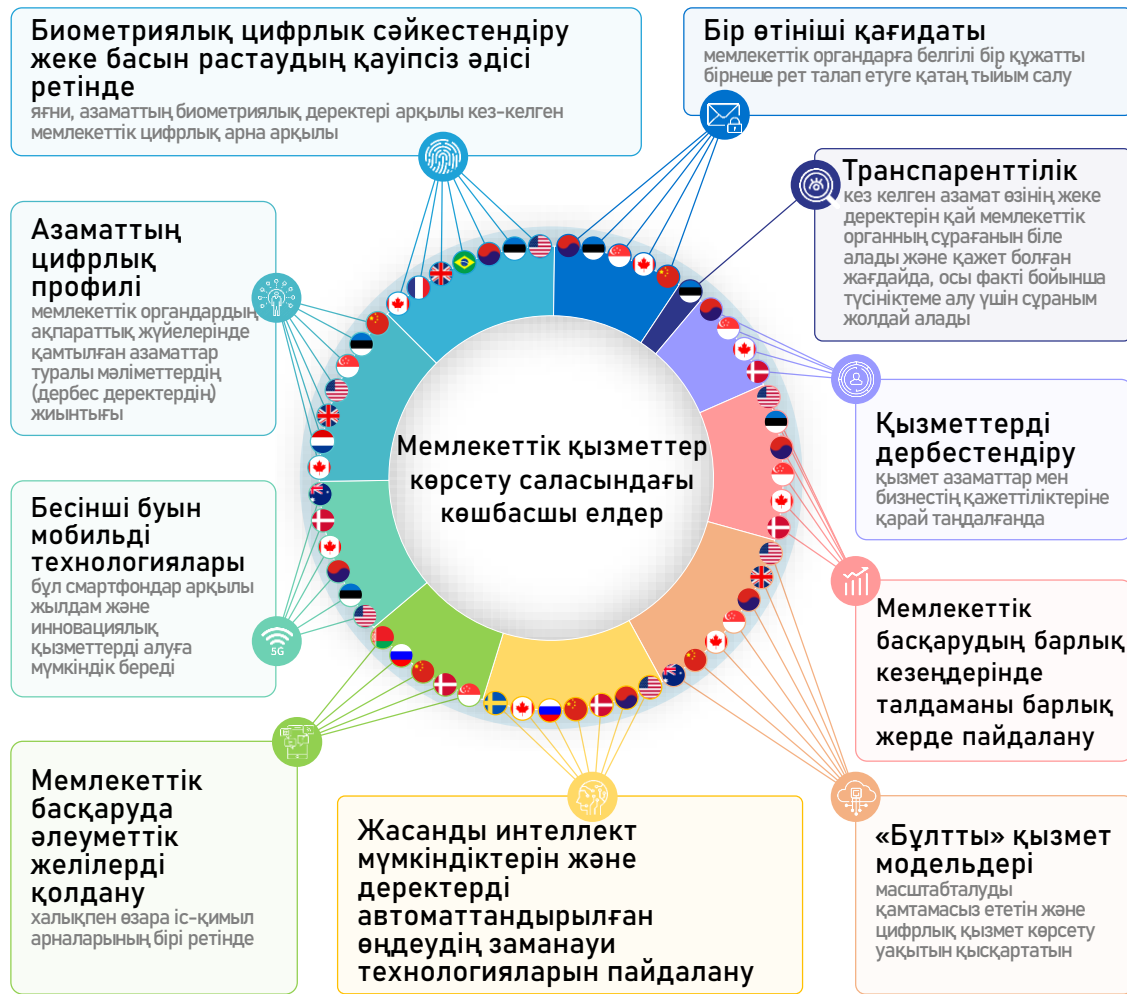 Биометриялық цифрлык сәйкестендіру
жеке басын растаудың қауіпсіз әдісі
ретінде
яғни, азаматтың биометриялық деректері арқылы кез-келген
мемлекеттік цифрлық арна арқылы
Бір өтініші қағидаты
мемлекеттік органдарға белгілі бір құжатты
бірнеше рет талап етуге қатаң тыйым салу
Транспаренттілік
кез келген азамат өзінің жеке
деректерін қай мемлекеттік
органның сұрағанын біле
алады және қажет болған
жағдайда, осы факті бойынша
түсініктеме алу үшін сұраным
жолдай алады
Азаматтың
цифрлық
профилі
мемлекеттік органдардың
ақпараттық жүйелерінде
қамтылған азаматтар
туралы мәліметтердің
(дербес деректердің)
жиынтығы
Мемлекеттік қызметтер
көрсету саласындағы
көшбасшы елдер
Қызметтерді
дербестендіру
қызмет азаматтар мен
бизнестің қажеттіліктеріне
қарай таңдалғанда
Бесінші буын
мобильді
технологиялары
бұл смартфондар арқылы
жылдам және
инновациялық
қызметтерді алуға
мүмкіндік береді
5G
Мемлекеттік
басқарудың барлық
кезеңдерінде
талдаманы барлық
жерде пайдалану
Мемлекеттік
басқаруда
әлеуметтік
желілерді
қолдану
халықпен өзара іс-қимыл
арналарының бірі ретінде
Жасанды интеллект
мүмкіндіктерін және
деректерді
автоматтандырылған
өңдеудің заманауи
технологияларын пайдалану
«Бұлтты» қызмет
модельдері
масштабталуды
қамтамасыз ететін және
цифрлық қызмет көрсету
уақытын қысқартатын